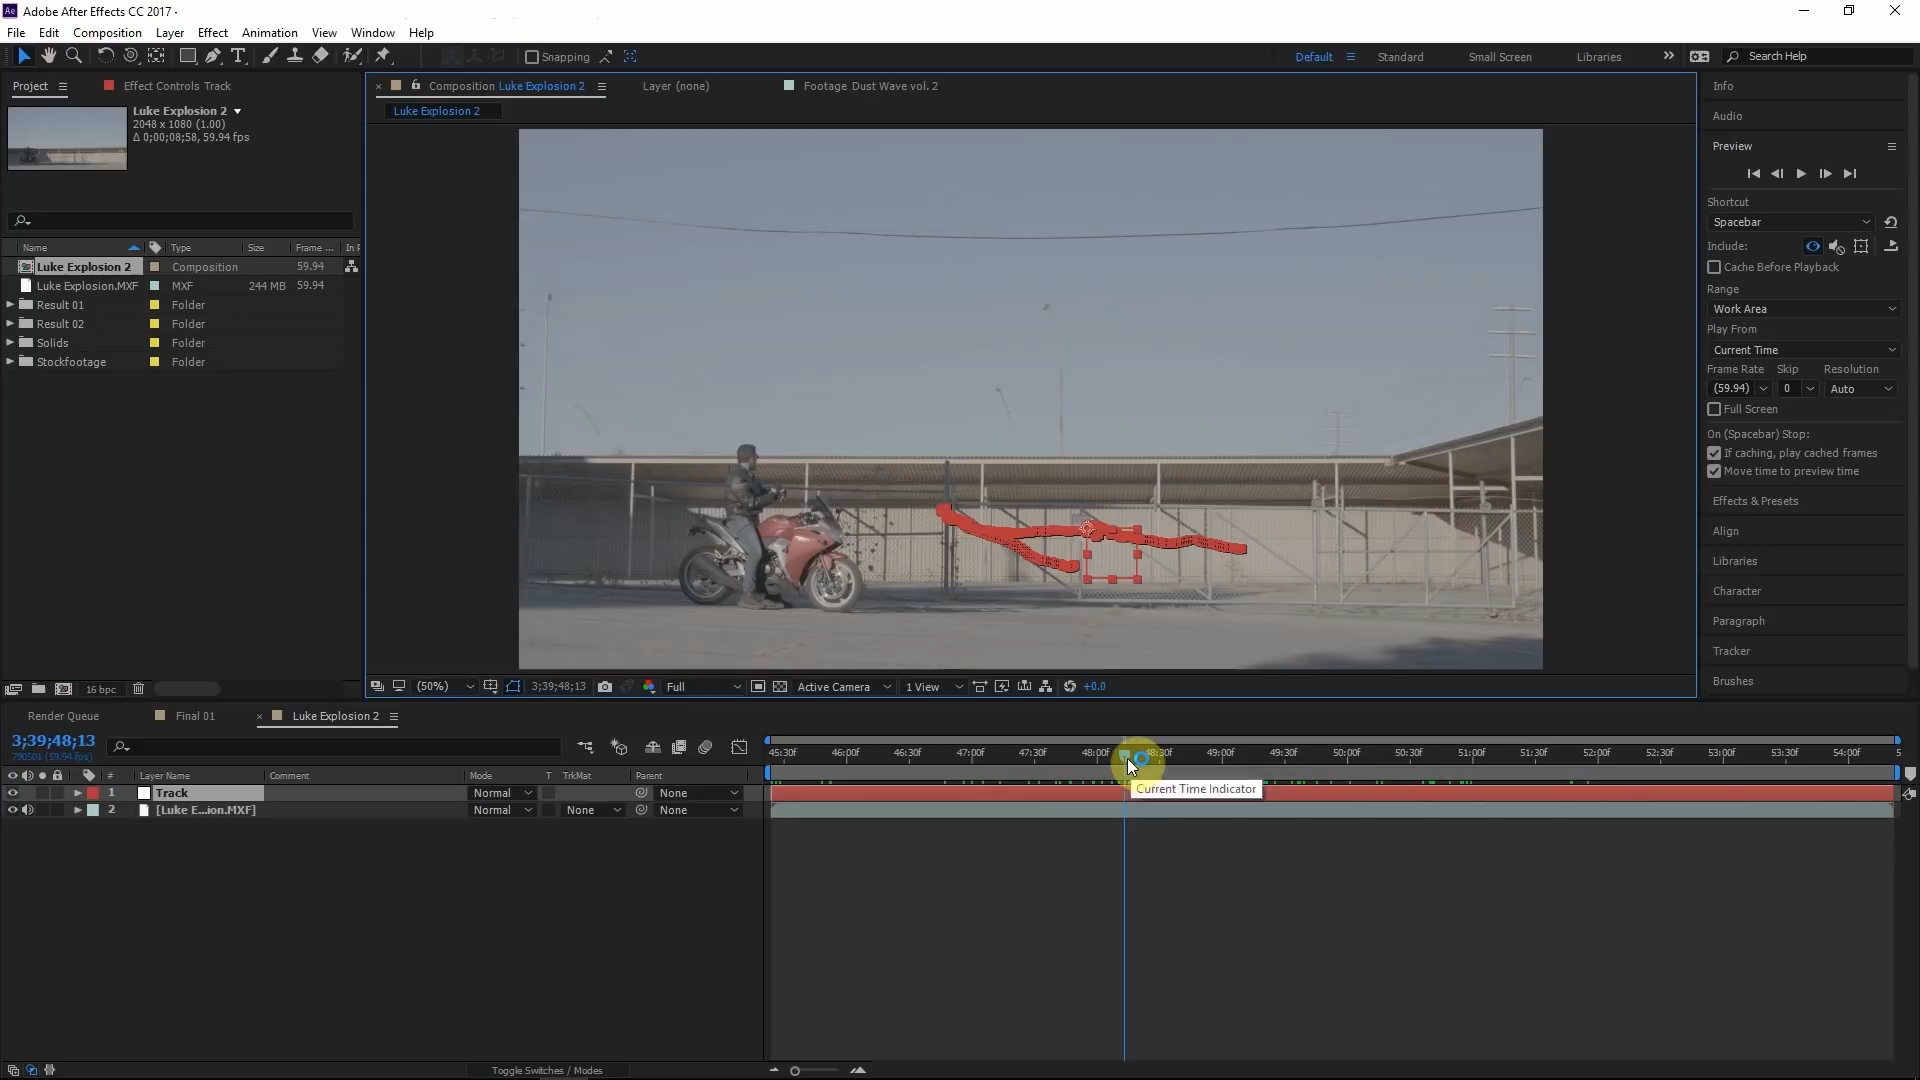 Ae Adobe After Effects CC 2017 -
File Edit Composition Layer Effect Animation View Window Help
Snapping
Default Standard Small Screen Libraries Search Help
Project Effect Controls Track
Luke Explosion 2
2048 x 1080 (1.00)
Δ 0;00;08;58, 59.94 fps
Name Type Size Frame ... In P
Luke Explosion 2 Composition 59.94
Luke Explosion.MXF MXF 244 MB 59.94
Result 01 Folder
Result 02 Folder
Solids Folder
Stockfootage Folder
16 bpc
Composition Luke Explosion 2 Layer (none) Footage Dust Wave vol. 2
Luke Explosion 2
(50%) 3;39;48;13 Full Active Camera 1 View +0.0
Info
Audio
Preview
Shortcut
Spacebar
Include:
Cache Before Playback
Range
Work Area
Play From
Current Time
Frame Rate Skip Resolution
(59.94) 0 Auto
Full Screen
On (Spacebar) Stop:
If caching, play cached frames
Move time to preview time
Effects & Presets
Align
Libraries
Character
Paragraph
Tracker
Brushes
Render Queue Final 01 Luke Explosion 2
3;39;48;13
790501 (59.94 fps)
# Layer Name Comment Mode T TrkMat Parent
1 Track Normal None
2 [Luke E...ion.MXF] Normal None None
45:30f 46:00f 46:30f 47:00f 47:30f 48:00f 48:30f 49:00f 49:30f 50:00f 50:30f 51:00f 51:30f 52:00f 52:30f 53:00f 53:30f 54:00f 5
Current Time Indicator
Toggle Switches / Modes